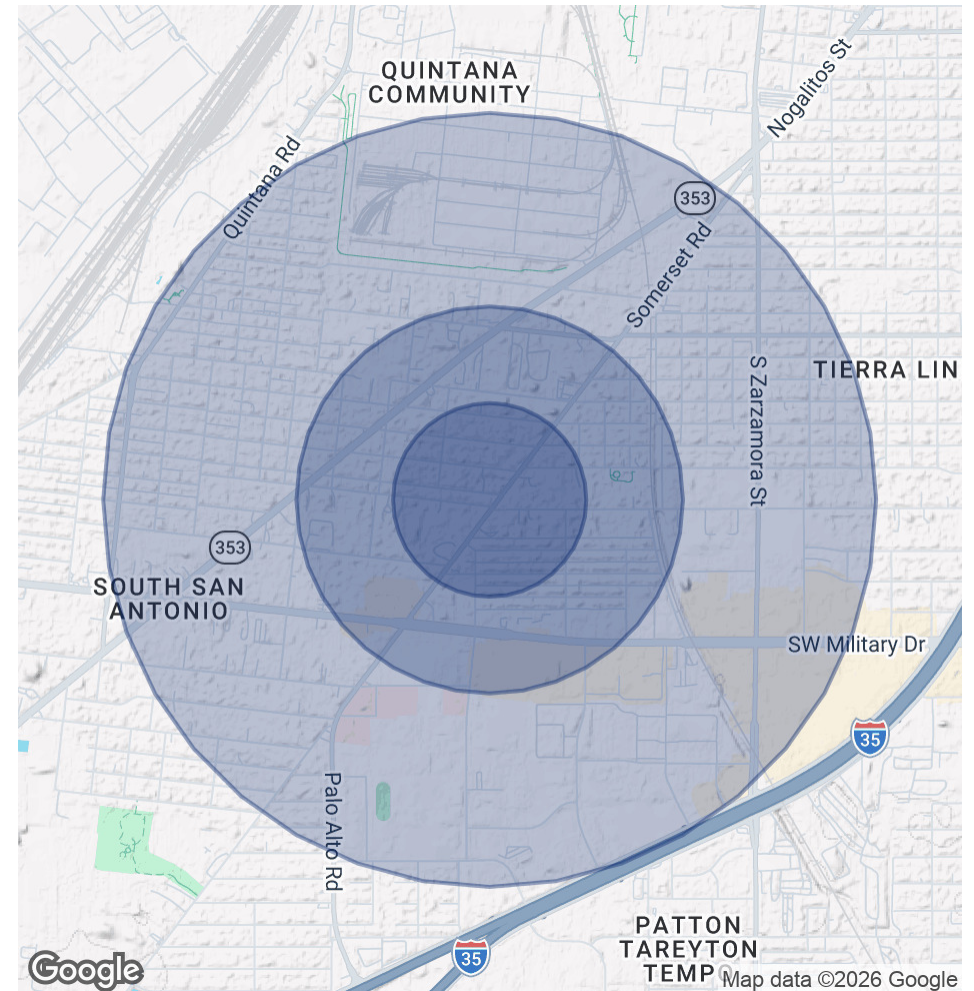 QUINTANA
COMMUNITY
Nogalitos St
Quintana Rd
353
Somerset Rd
TIERRA LIN
S Zarzamora St
353
SOUTH SAN
ANTONIO
SW Military Dr
35
Palo Alto Rd
PATTON
TAREYTON
TEMPO
35
Google
Map data ©2026 Google